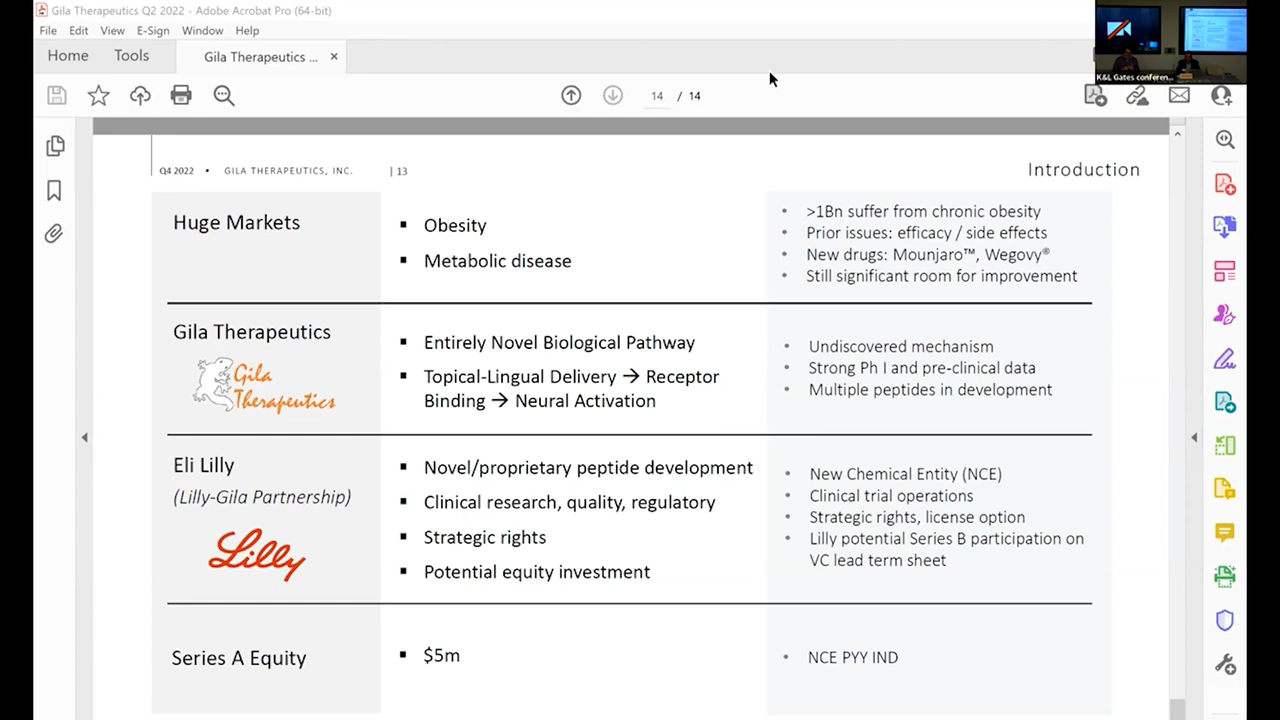 Gila Therapeutics Q2 2022 - Adobe Acrobat Pro (64-bit)
File Edit View E-Sign Window Help
Home Tools Gila Therapeutics ... ×
14 / 14
K&L Gates conferen...
Q4 2022 • GILA THERAPEUTICS, INC. | 13
Introduction
Huge Markets
▪ Obesity
▪ Metabolic disease
• >1Bn suffer from chronic obesity
• Prior issues: efficacy / side effects
• New drugs: Mounjaro™, Wegovy®
• Still significant room for improvement
Gila Therapeutics
Gila
Therapeutics
▪ Entirely Novel Biological Pathway
▪ Topical-Lingual Delivery → Receptor
Binding → Neural Activation
• Undiscovered mechanism
• Strong Ph I and pre-clinical data
• Multiple peptides in development
Eli Lilly
(Lilly-Gila Partnership)
Lilly
▪ Novel/proprietary peptide development
▪ Clinical research, quality, regulatory
▪ Strategic rights
▪ Potential equity investment
• New Chemical Entity (NCE)
• Clinical trial operations
• Strategic rights, license option
• Lilly potential Series B participation on
VC lead term sheet
Series A Equity
▪ $5m
• NCE PYY IND